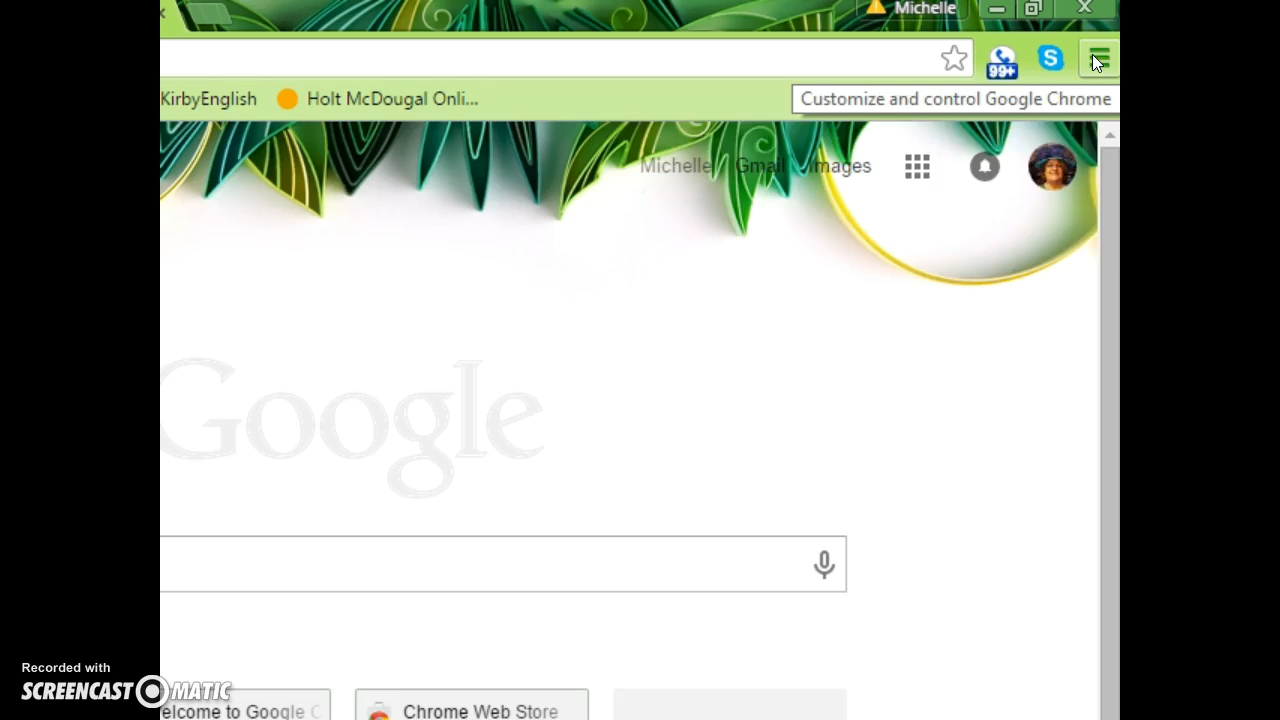 Michelle
S
99+
KirbyEnglish Holt McDougal Onli...
Customize and control Google Chrome
Michelle Gmail Images
Google
Recorded with
SCREENCAST MATIC
elcome to Google C Chrome Web Store